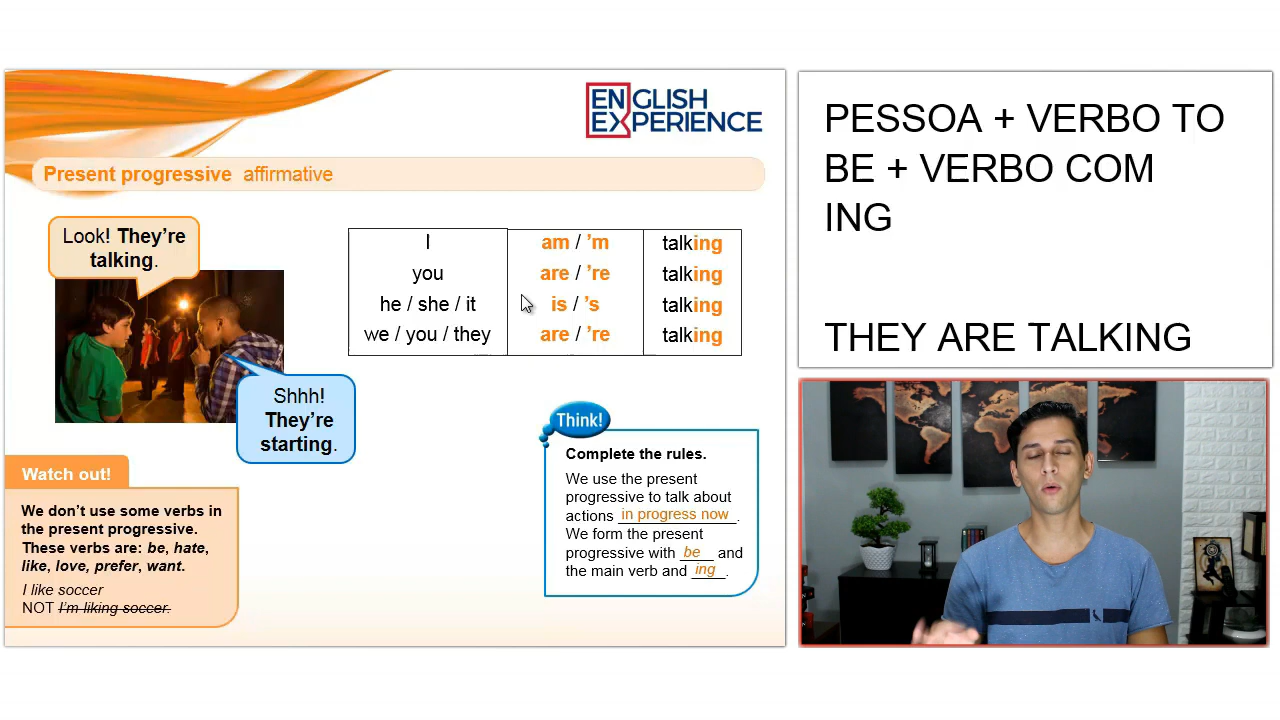 ENGLISH
EXPERIENCE
Present progressive affirmative
Look! They're
talking.
I am / 'm talking
you are / 're talking
he / she / it is / 's talking
we / you / they are / 're talking
Shhh!
They're
starting.
Watch out!
We don't use some verbs in
the present progressive.
These verbs are: be, hate,
like, love, prefer, want.
I like soccer
NOT I'm liking soccer.
Think!
Complete the rules.
We use the present
progressive to talk about
actions in progress now.
We form the present
progressive with be and
the main verb and ing.
PESSOA + VERBO TO
BE + VERBO COM
ING
THEY ARE TALKING